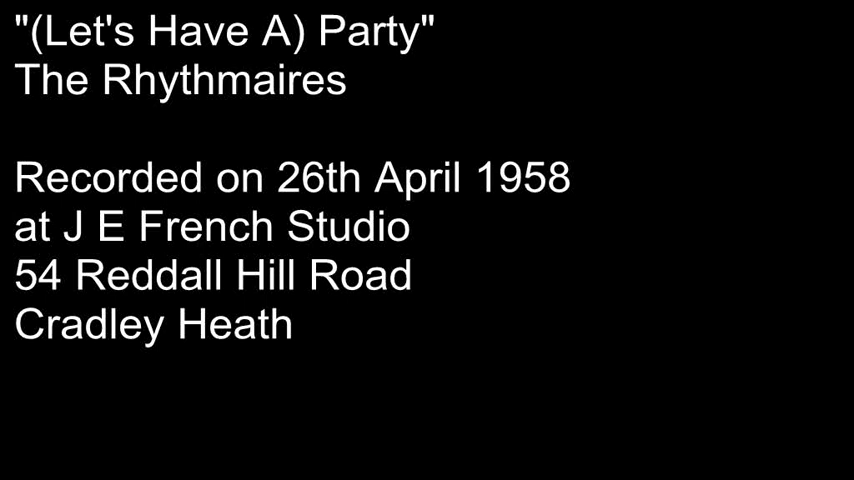 "(Let's Have A) Party"
The Rhythmaires
Recorded on 26th April 1958
at J E French Studio
54 Reddall Hill Road
Cradley Heath